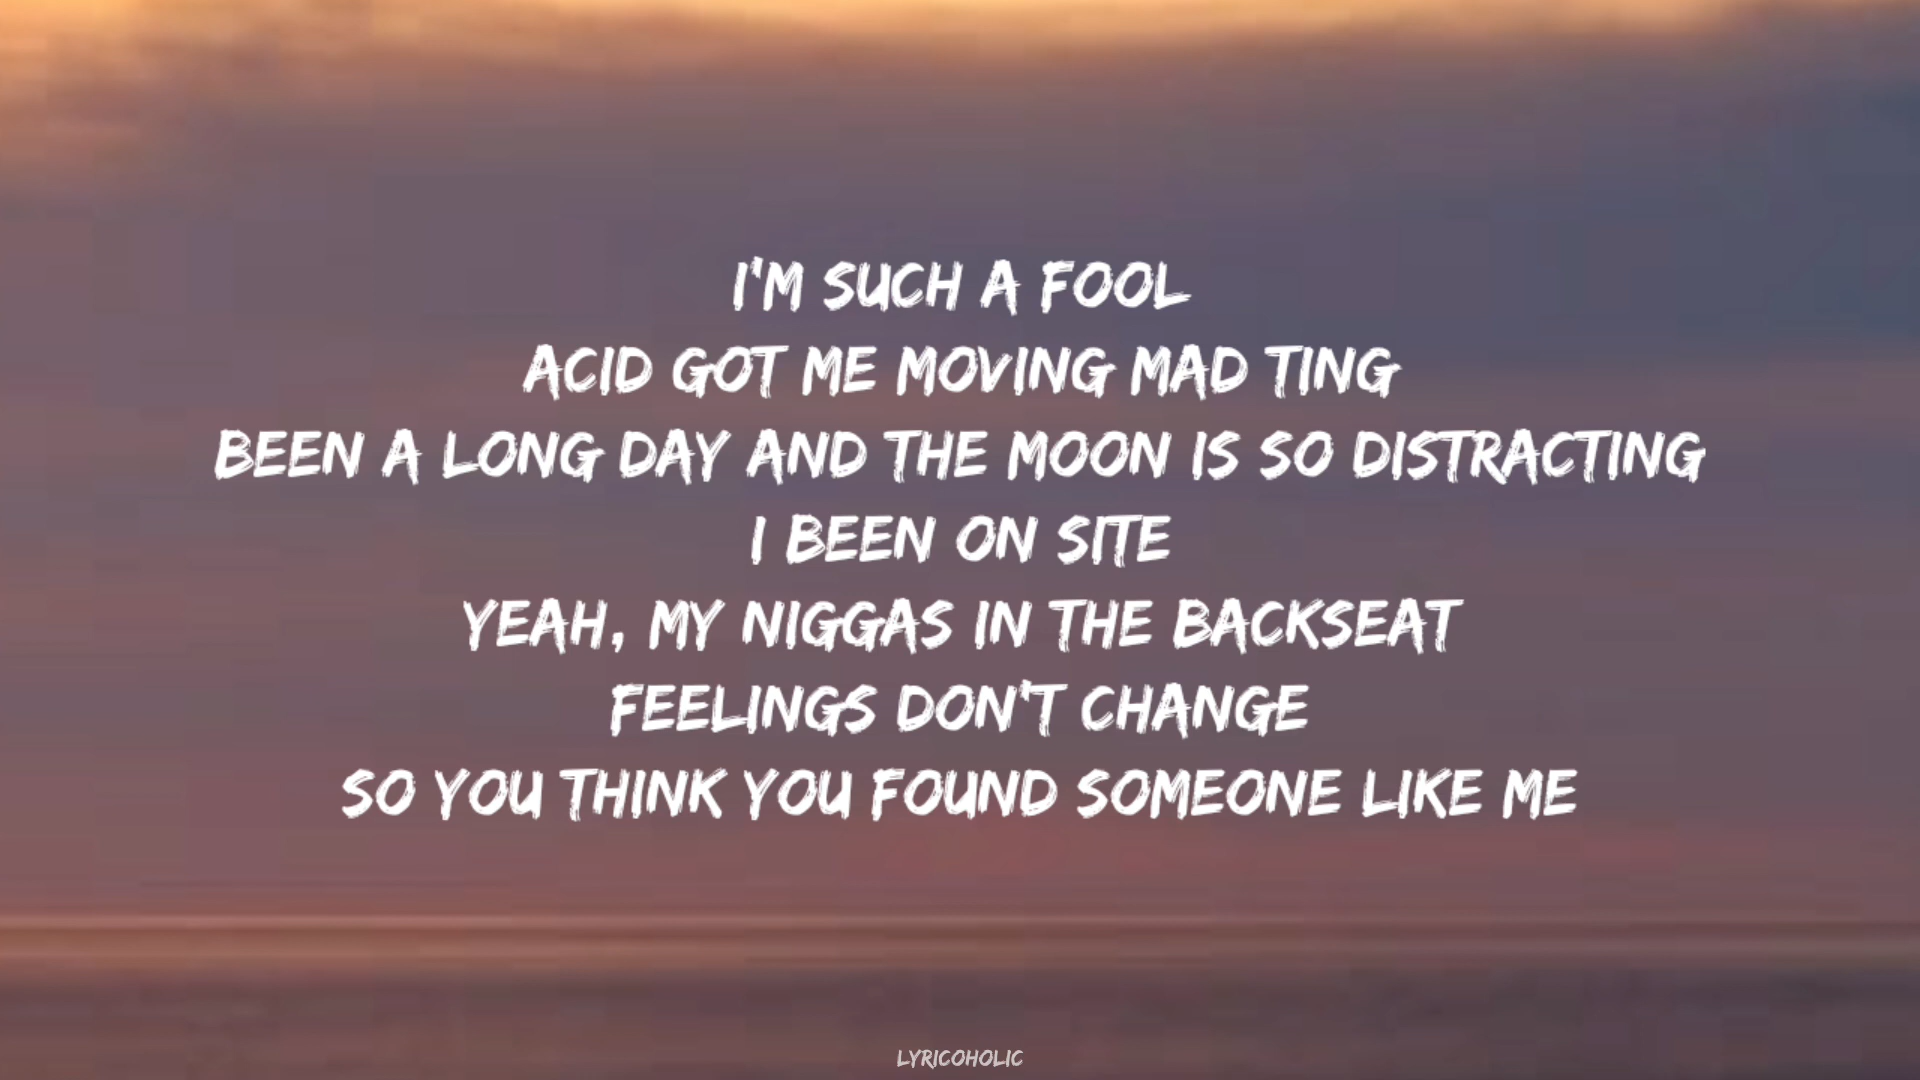 I'M SUCH A FOOL
ACID GOT ME MOVING MAD TING
BEEN A LONG DAY AND THE MOON IS SO DISTRACTING
I BEEN ON SITE
YEAH, MY NIGGAS IN THE BACKSEAT
FEELINGS DON'T CHANGE
SO YOU THINK YOU FOUND SOMEONE LIKE ME
LYRICOHOLIC